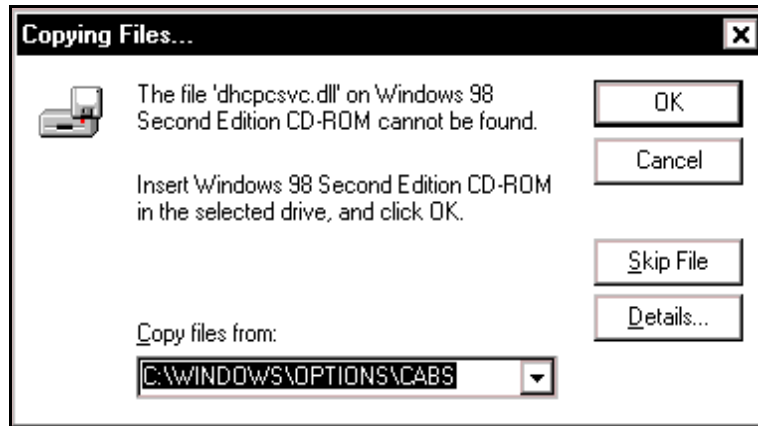 Copying Files...
The file 'dhcpcsvc.dll' on Windows 98
Second Edition CD-ROM cannot be found.
Insert Windows 98 Second Edition CD-ROM
in the selected drive, and click OK.
Copy files from:
C:\WINDOWS\OPTIONS\CABS
OK
Cancel
Skip File
Details...